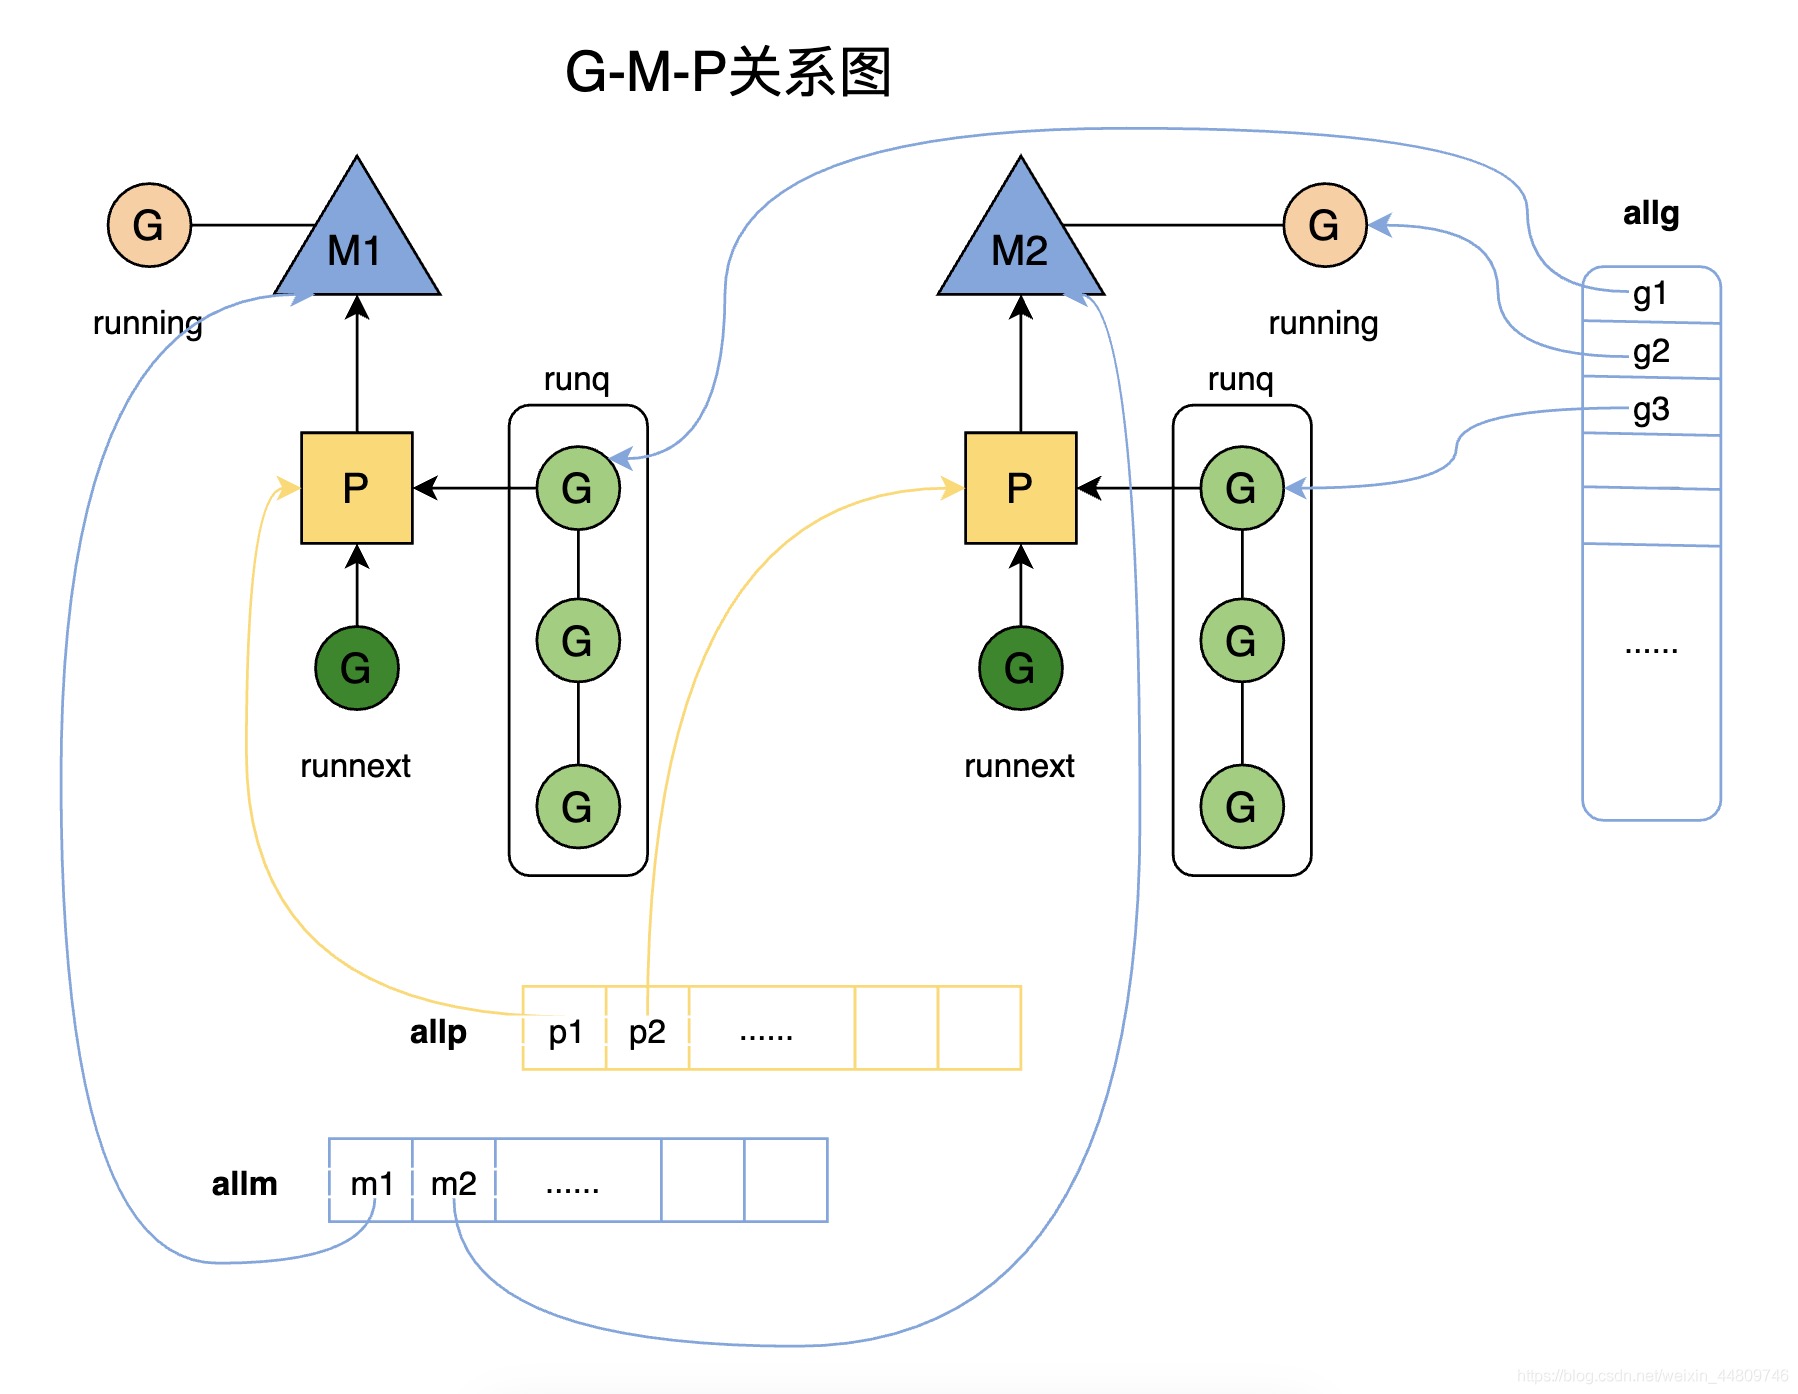 G-M-P关系图
G
M1
M2
G
allg
running
running
g1
g2
g3
......
runq
runq
P
G
P
G
G
G
G
G
runnext
runnext
G
G
allp
p1
p2
......
allm
m1
m2
......
https://blog.csdn.net/weixin_44809746